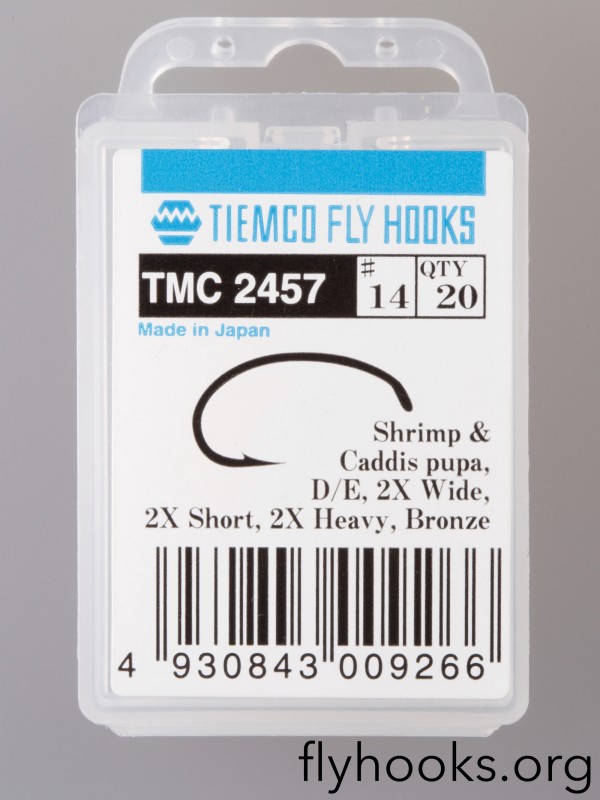 TIEMCO FLY HOOKS
TMC 2457 # 14 QTY 20
Made in Japan
Shrimp &
Caddis pupa,
D/E, 2X Wide,
2X Short, 2X Heavy, Bronze
4 930843 009266
flyhooks.org